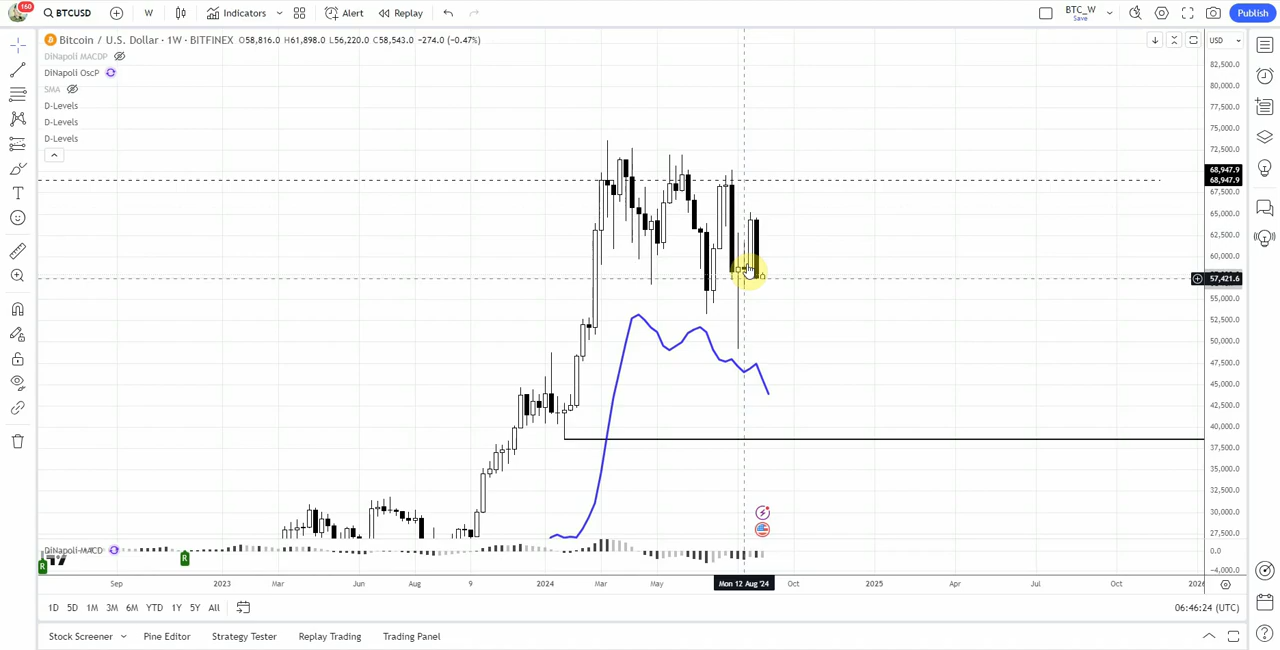 160
BTCUSD
W
Indicators
Alert
Replay
BTC_W
Save
Publish
Bitcoin / U.S. Dollar · 1W · BITFINEX O58,816.0 H61,898.0 L56,220.0 C58,543.0 −274.0 (−0.47%)
USD
DiNapoli MACDP
DiNapoli OscP
SMA
D-Levels
D-Levels
D-Levels
82,500.0
80,000.0
77,500.0
75,000.0
72,500.0
68,947.9
68,947.9
67,500.0
65,000.0
62,500.0
60,000.0
57,421.6
55,000.0
52,500.0
50,000.0
47,500.0
45,000.0
42,500.0
40,000.0
37,500.0
35,000.0
32,500.0
30,000.0
27,500.0
DiNapoli MACD
0.0
−4,000.0
R
R
Sep
2023
Mar
Jun
Aug
9
2024
Mar
May
Mon 12 Aug '24
Oct
2025
Apr
Jul
Oct
2026
1D 5D 1M 3M 6M YTD 1Y 5Y All
06:46:24 (UTC)
Stock Screener
Pine Editor
Strategy Tester
Replay Trading
Trading Panel